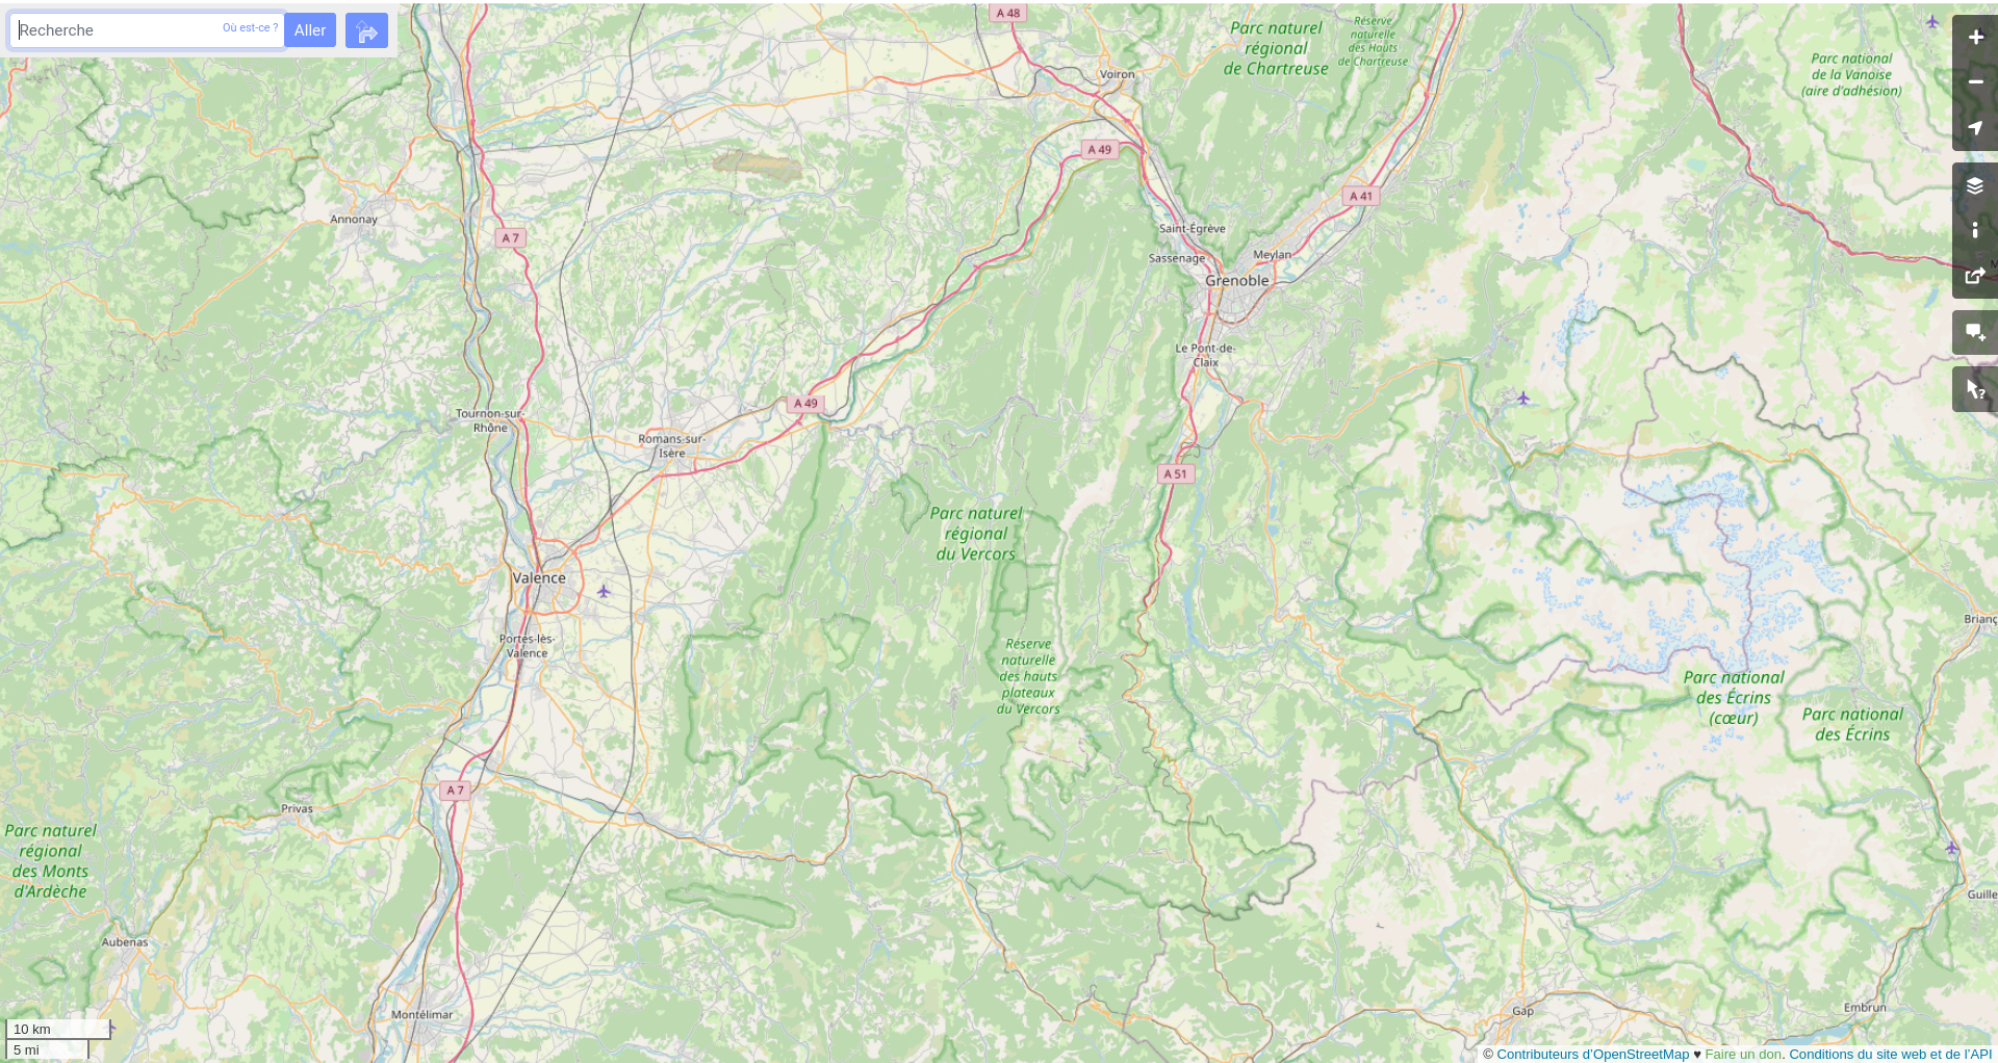 Recherche
Où est-ce ?
Aller
A 48
Parc naturel
régional
de Chartreuse
Réserve
naturelle
des Hauts
de Chartreuse
Parc national
de la Vanoise
(aire d'adhésion)
Voiron
A 49
A 41
Annonay
A 7
Saint-Égrève
Sassenage
Meylan
Grenoble
Le Pont-de-
Claix
Tournon-sur-
Rhône
A 49
Romans-sur-
Isère
A 51
Parc naturel
régional
du Vercors
Valence
Portes-lès-
Valence
Réserve
naturelle
des hauts
plateaux
du Vercors
Brianç
Parc national
des Écrins
(cœur)
Parc national
des Écrins
A 7
Privas
Parc naturel
régional
des Monts
d'Ardèche
Guille
Aubenas
Montélimar
Gap
Embrun
10 km
5 mi
© Contributeurs d’OpenStreetMap ♥ Faire un don. Conditions du site web et de l’API